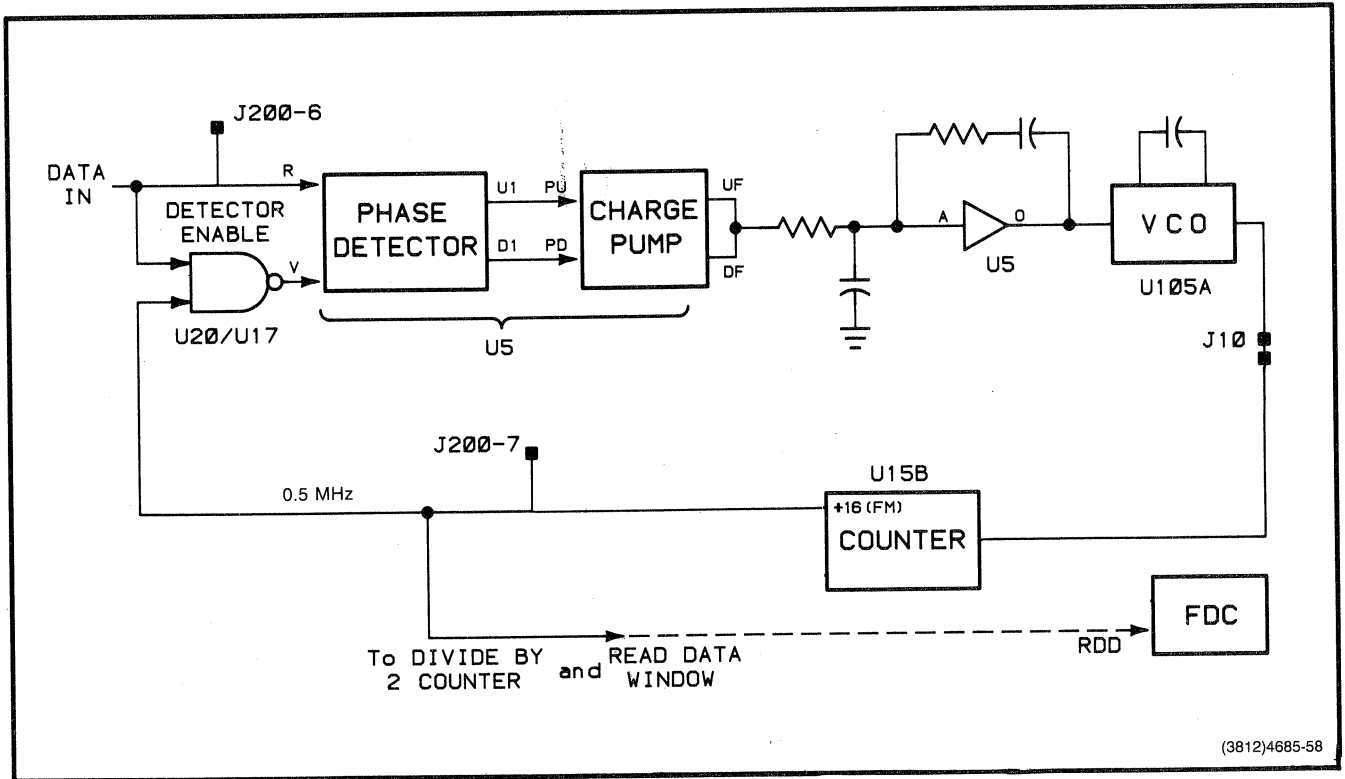 J200-6
DATA
IN
R
DETECTOR
ENABLE
V
U20/U17
PHASE
DETECTOR
U1
PU
D1
PD
U5
CHARGE
PUMP
UF
DF
A
O
U5
VCO
U105A
J10
J200-7
0.5 MHz
U15B
+16 (FM)
COUNTER
FDC
RDD
To DIVIDE BY
2 COUNTER
and
READ DATA
WINDOW
(3812)4685-58